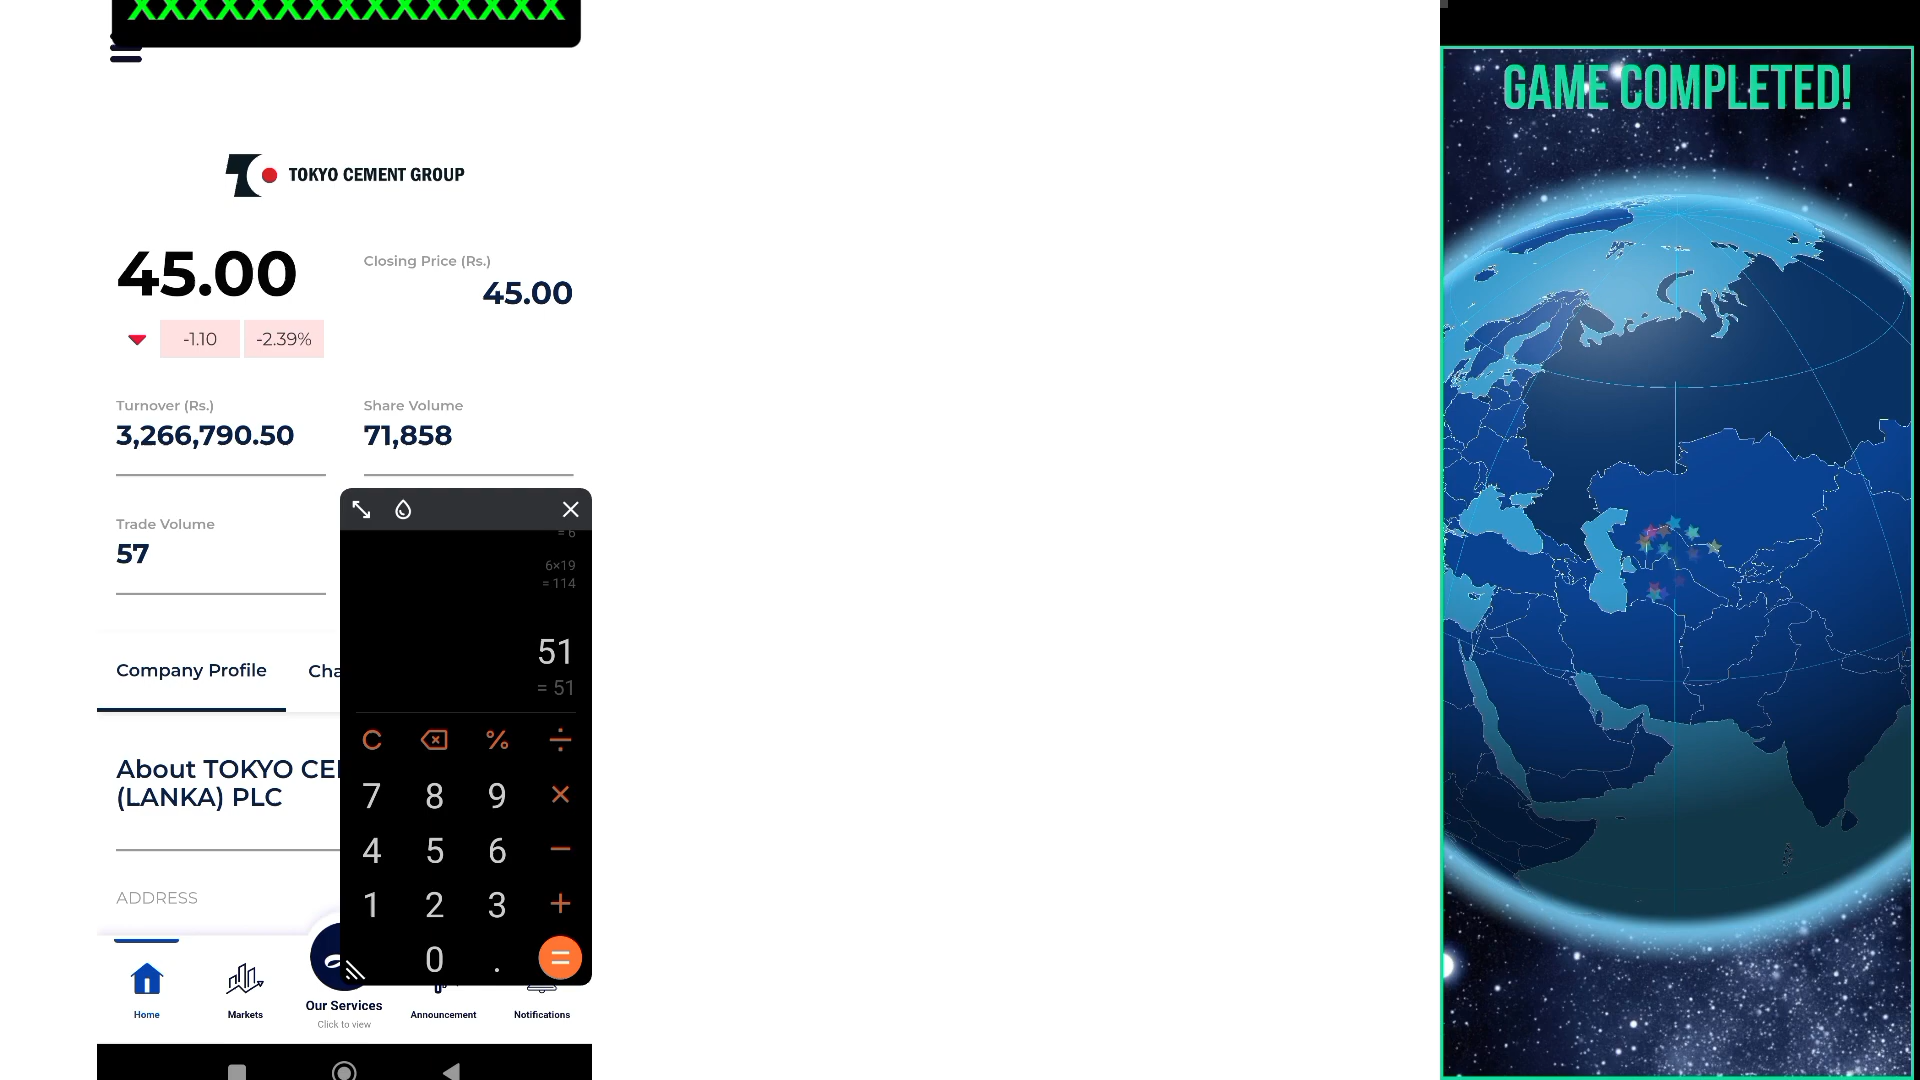 XXXXXXXXXXXXXXX
TOKYO CEMENT GROUP
45.00
Closing Price (Rs.)
45.00
-1.10 -2.39%
Turnover (Rs.)
3,266,790.50
Share Volume
71,858
Trade Volume
57
Company Profile
Cha
About TOKYO CE
(LANKA) PLC
ADDRESS
= 6
6×19
= 114
51
= 51
C % ÷
7 8 9 ×
4 5 6 −
1 2 3 +
0 . =
Home
Markets
Our Services
Click to view
Announcement
Notifications
GAME COMPLETED!